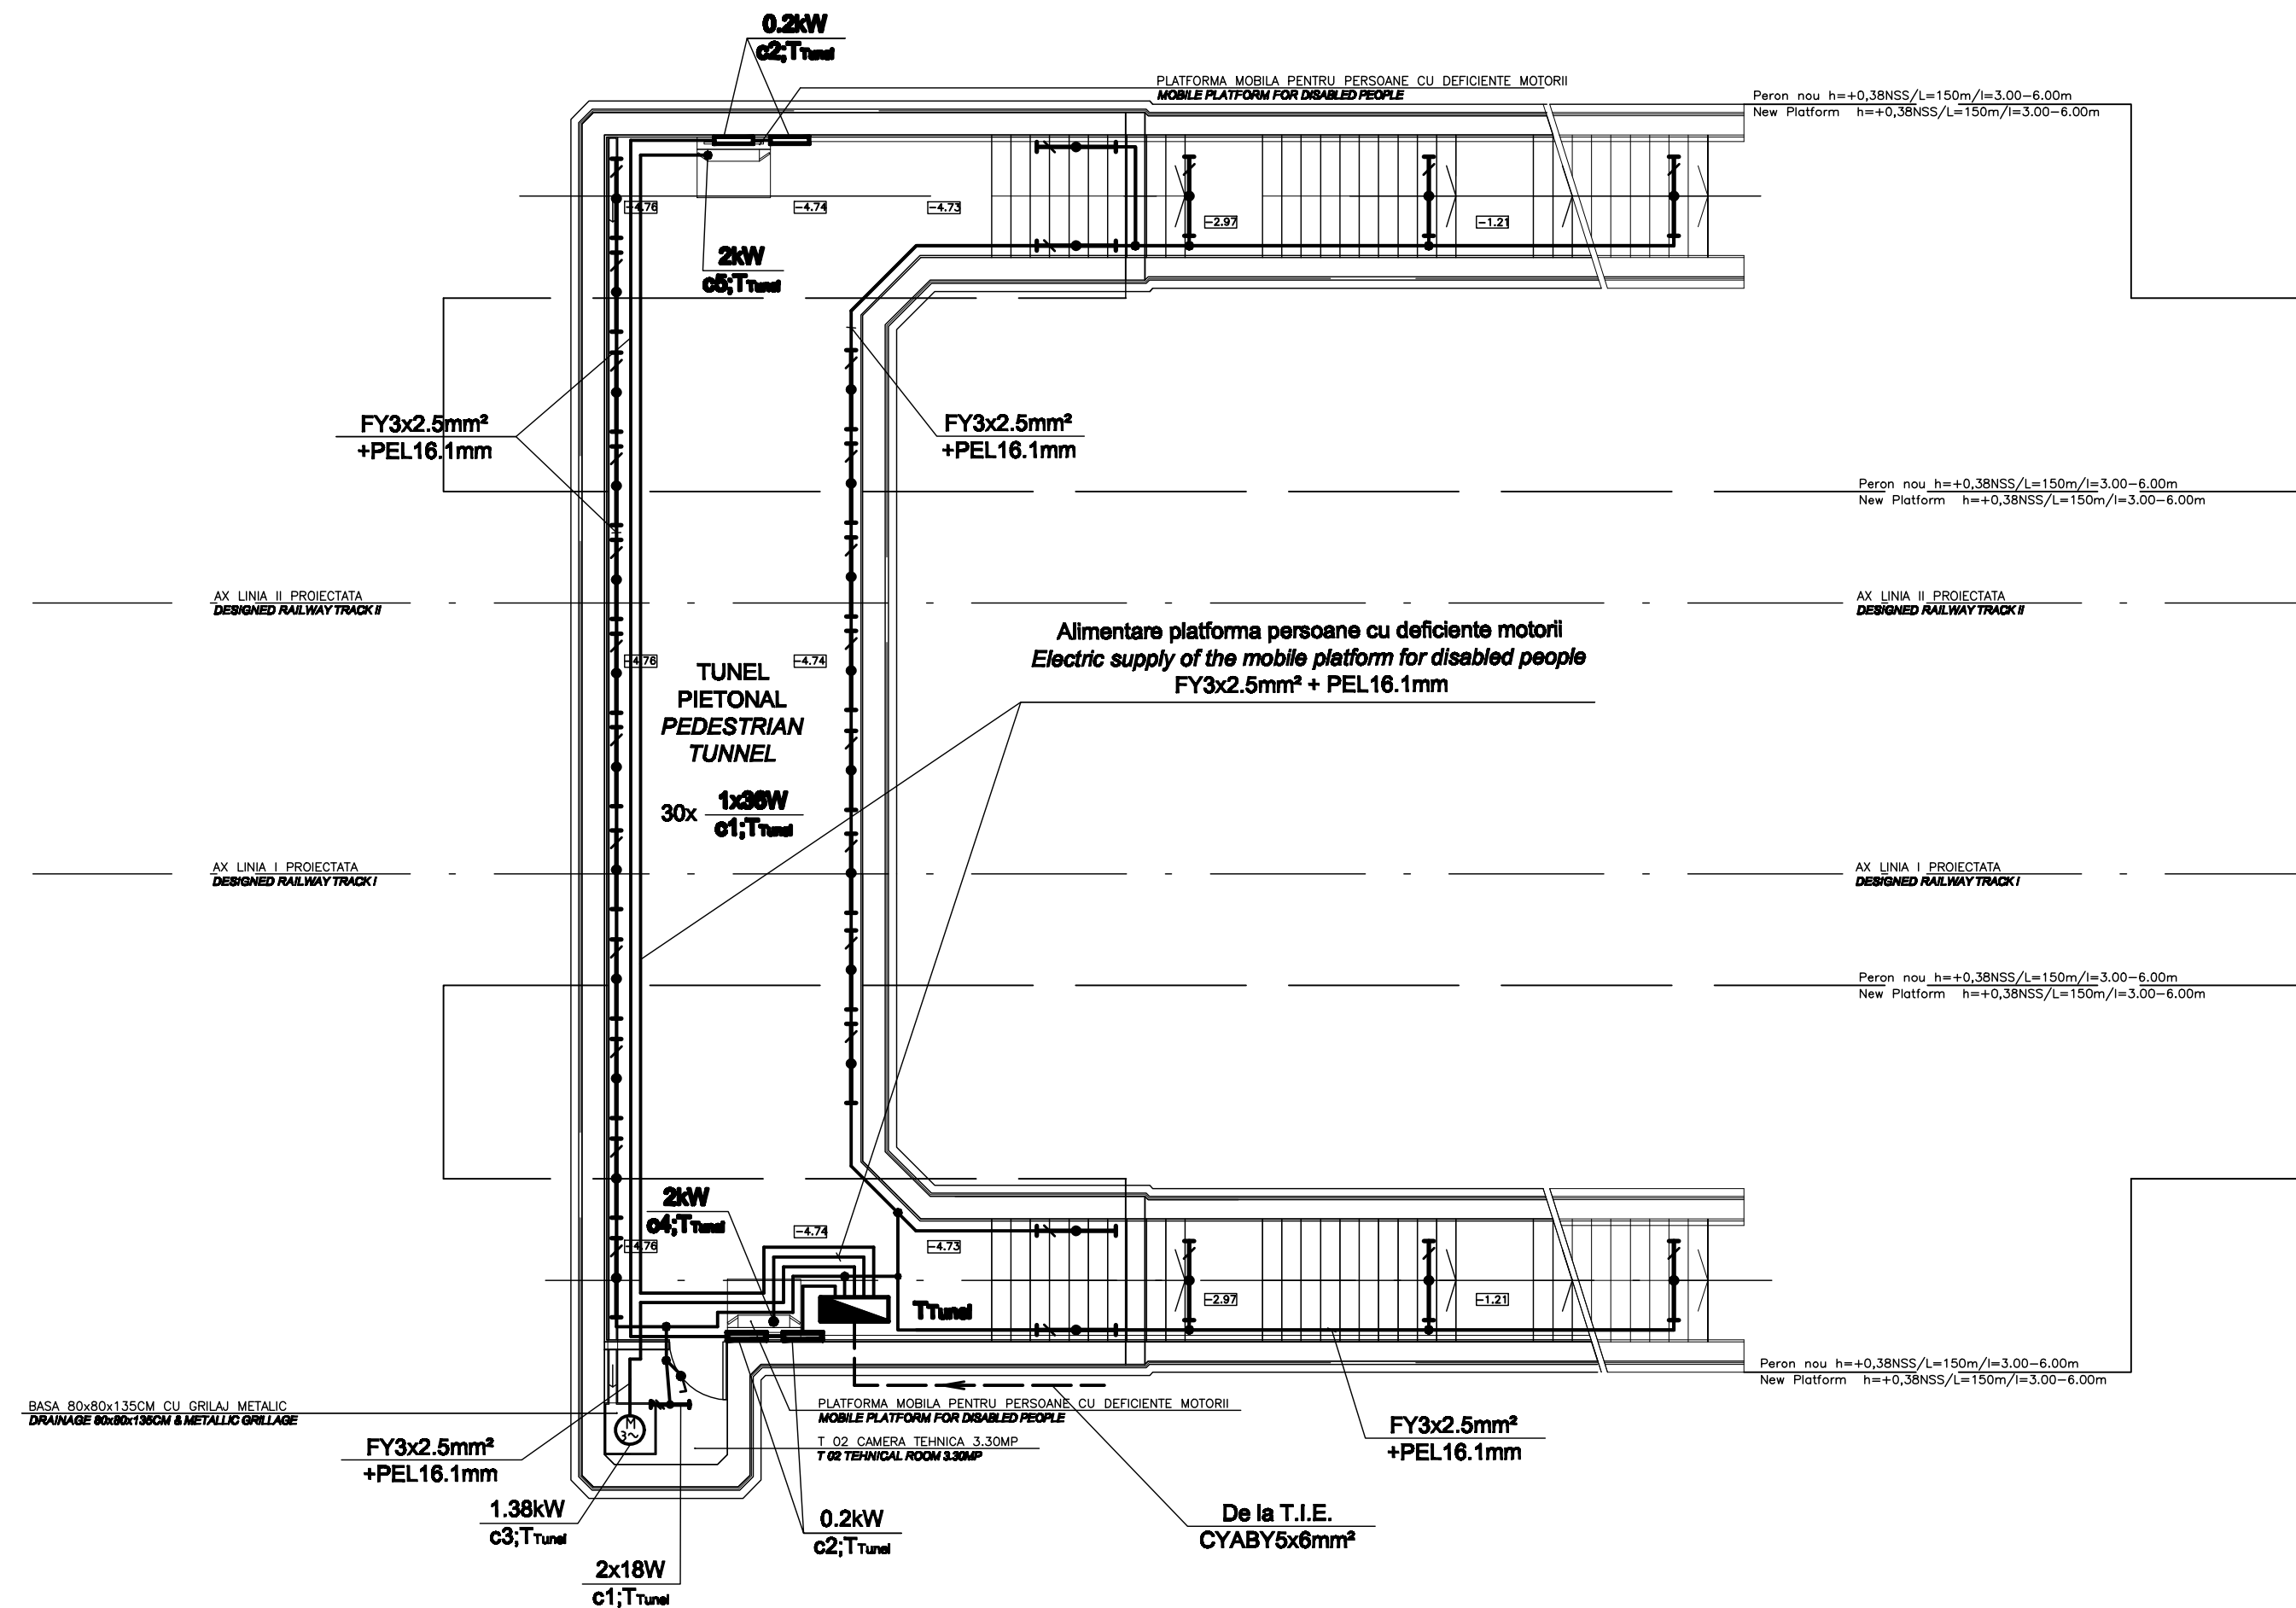 0.2kW
c2;TTunel
PLATFORMA MOBILA PENTRU PERSOANE CU DEFICIENTE MOTORII
MOBILE PLATFORM FOR DISABLED PEOPLE
Peron nou h=+0,38NSS/L=150m/l=3.00-6.00m
New Platform h=+0,38NSS/L=150m/l=3.00-6.00m
-4.76
-4.74
-4.73
-2.97
-1.21
2kW
c5;TTunel
FY3x2.5mm²
+PEL16.1mm
FY3x2.5mm²
+PEL16.1mm
Peron nou h=+0,38NSS/L=150m/l=3.00-6.00m
New Platform h=+0,38NSS/L=150m/l=3.00-6.00m
AX LINIA II PROIECTATA
DESIGNED RAILWAY TRACK II
AX LINIA II PROIECTATA
DESIGNED RAILWAY TRACK II
Alimentare platforma persoane cu deficiente motorii
Electric supply of the mobile platform for disabled people
FY3x2.5mm² + PEL16.1mm
-4.76
-4.74
TUNEL
PIETONAL
PEDESTRIAN
TUNNEL
30x 1x36W
c1;TTunel
AX LINIA I PROIECTATA
DESIGNED RAILWAY TRACK I
AX LINIA I PROIECTATA
DESIGNED RAILWAY TRACK I
Peron nou h=+0,38NSS/L=150m/l=3.00-6.00m
New Platform h=+0,38NSS/L=150m/l=3.00-6.00m
2kW
c4;TTunel
-4.74
-4.76
-4.73
-2.97
-1.21
TTunel
Peron nou h=+0,38NSS/L=150m/l=3.00-6.00m
New Platform h=+0,38NSS/L=150m/l=3.00-6.00m
BASA 80x80x135CM CU GRILAJ METALIC
DRAINAGE 80x80x135CM & METALLIC GRILLAGE
M
3~
PLATFORMA MOBILA PENTRU PERSOANE CU DEFICIENTE MOTORII
MOBILE PLATFORM FOR DISABLED PEOPLE
T 02 CAMERA TEHNICA 3.30MP
T 02 TEHNICAL ROOM 3.30MP
FY3x2.5mm²
+PEL16.1mm
FY3x2.5mm²
+PEL16.1mm
1.38kW
c3;TTunel
0.2kW
c2;TTunel
De la T.I.E.
CYABY5x6mm²
2x18W
c1;TTunel